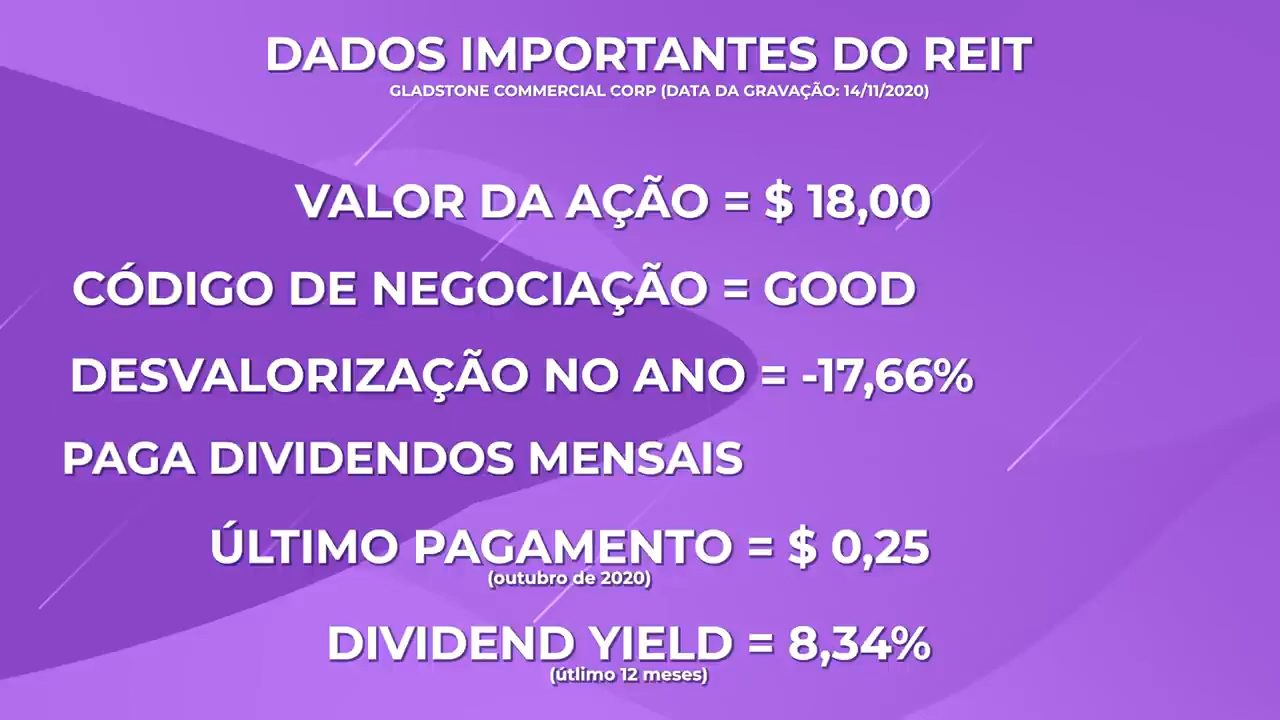 DADOS IMPORTANTES DO REIT
GLADSTONE COMMERCIAL CORP (DATA DA GRAVAÇÃO: 14/11/2020)
VALOR DA AÇÃO = $ 18,00
CÓDIGO DE NEGOCIAÇÃO = GOOD
DESVALORIZAÇÃO NO ANO = -17,66%
PAGA DIVIDENDOS MENSAIS
ÚLTIMO PAGAMENTO = $ 0,25
(outubro de 2020)
DIVIDEND YIELD = 8,34%
(útlimo 12 meses)